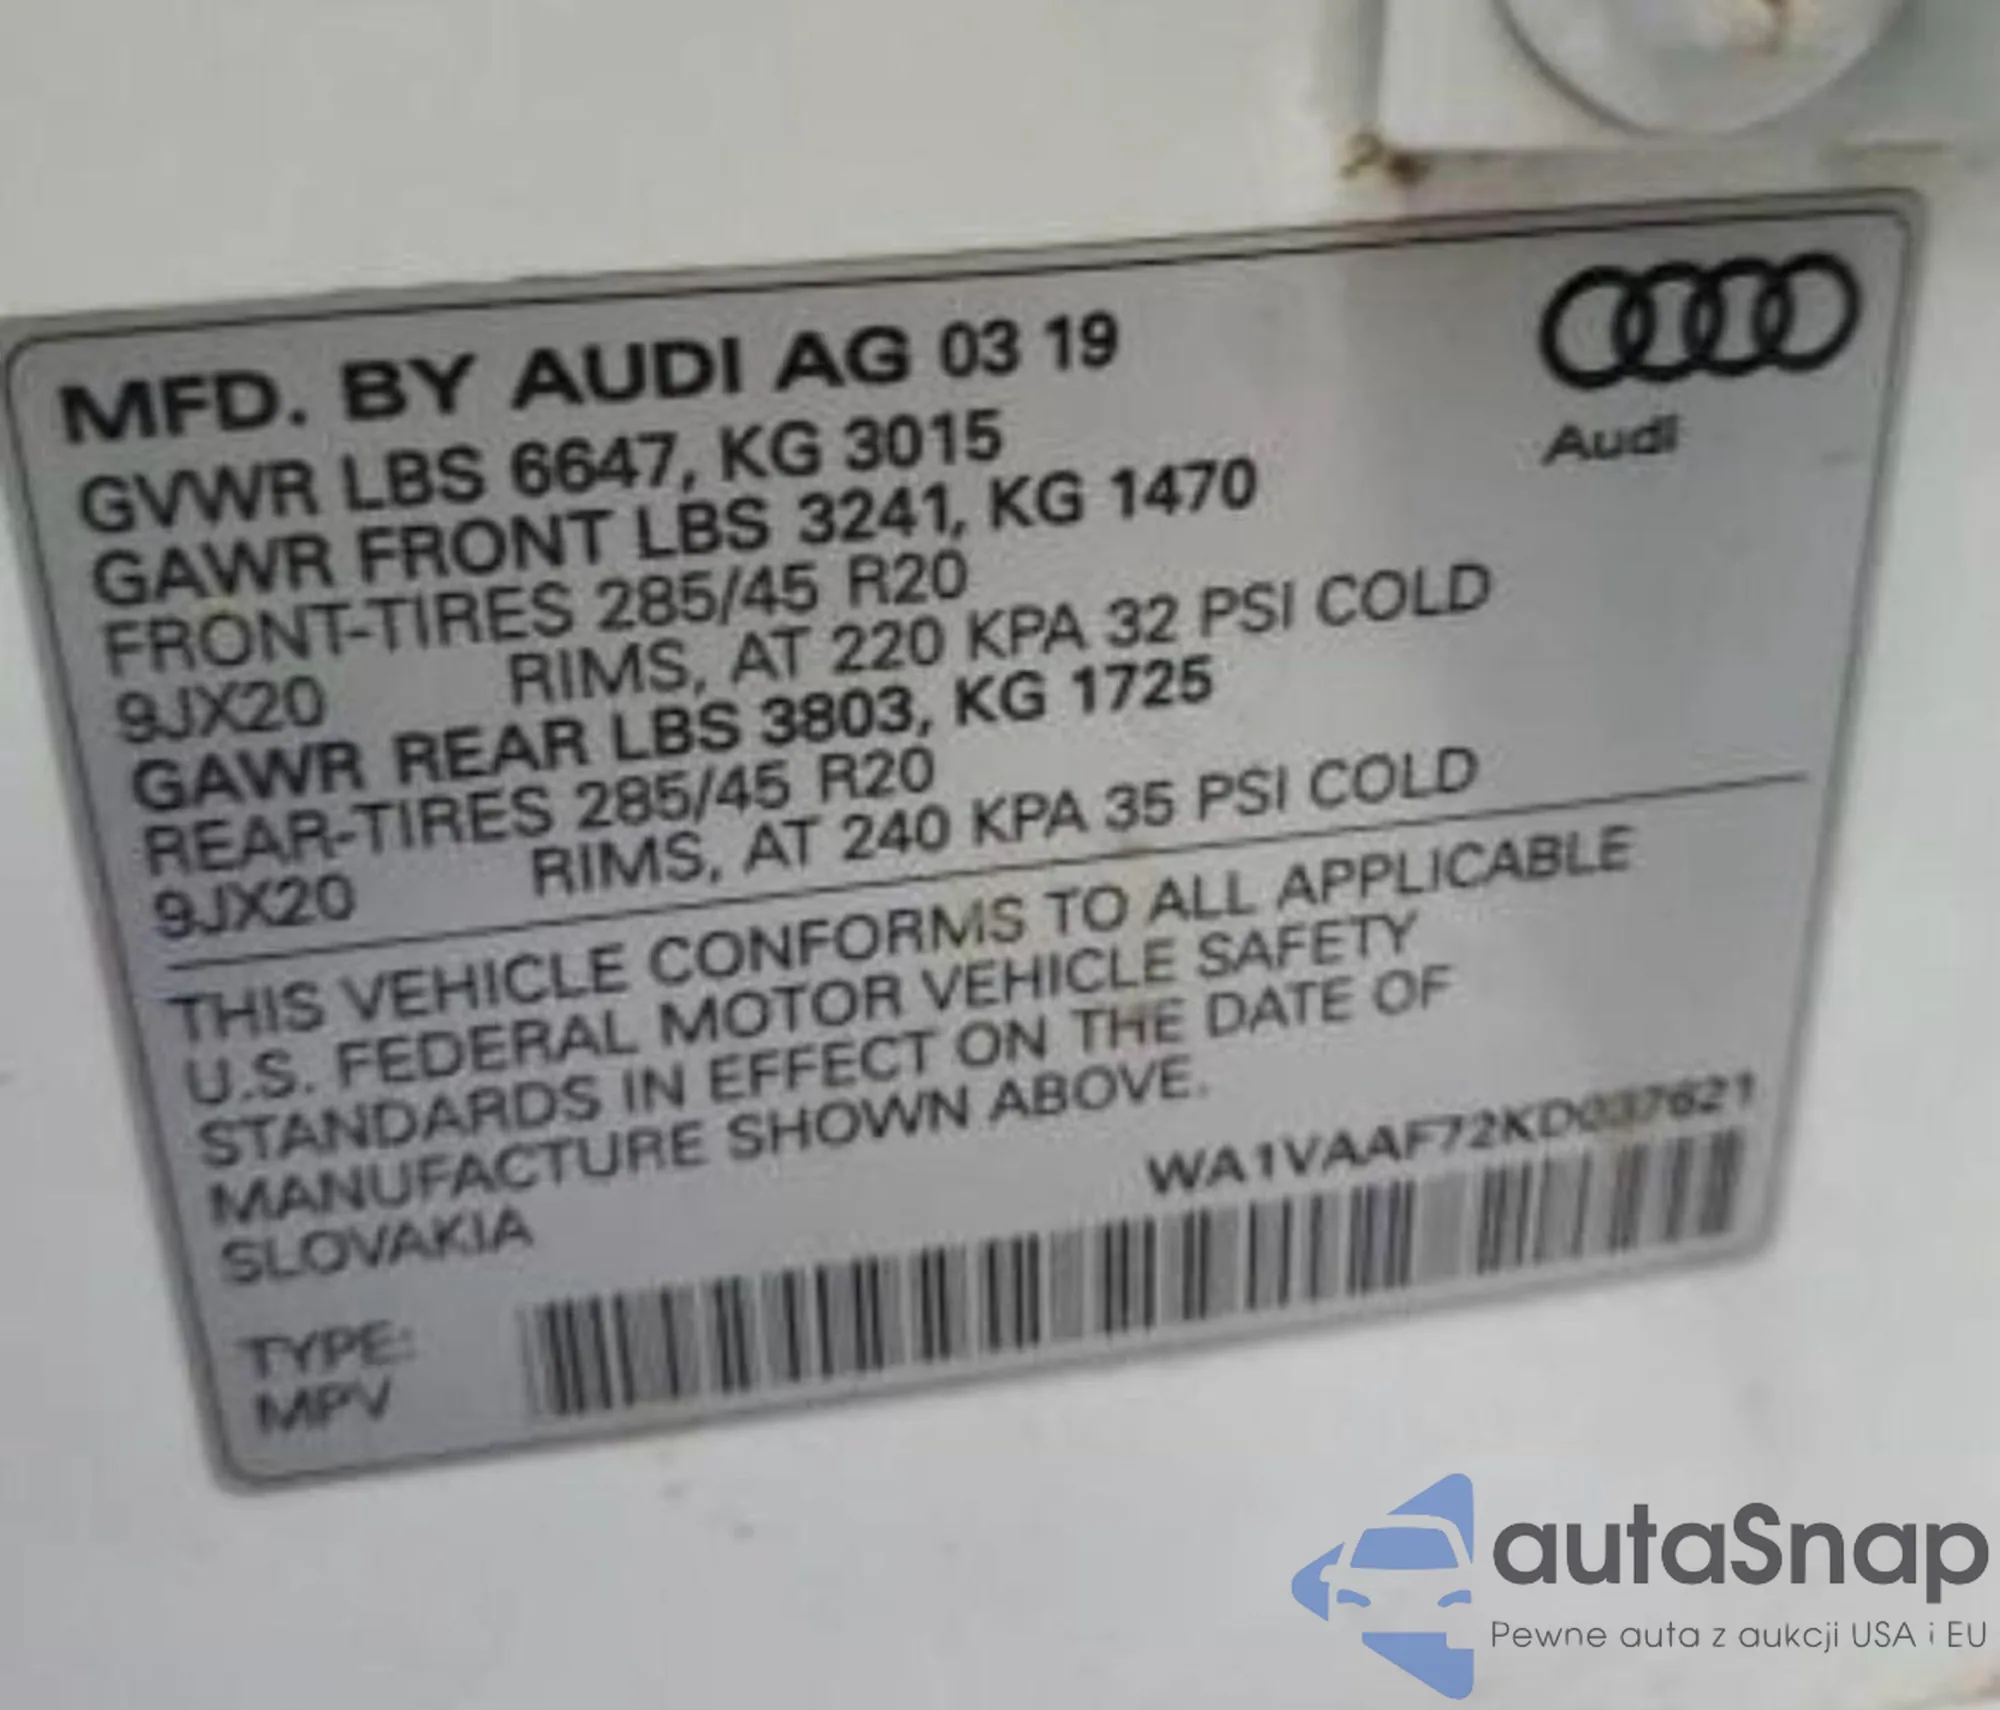 MFD. BY AUDI AG 03 19
Audi
GVWR LBS 6647, KG 3015
GAWR FRONT LBS 3241, KG 1470
FRONT-TIRES 285/45 R20
9JX20 RIMS, AT 220 KPA 32 PSI COLD
GAWR REAR LBS 3803, KG 1725
REAR-TIRES 285/45 R20
9JX20 RIMS, AT 240 KPA 35 PSI COLD
THIS VEHICLE CONFORMS TO ALL APPLICABLE
U.S. FEDERAL MOTOR VEHICLE SAFETY
STANDARDS IN EFFECT ON THE DATE OF
MANUFACTURE SHOWN ABOVE.
SLOVAKIA
WA1VAAF72KD037621
TYPE:
MPV
autaSnap
Pewne auta z aukcji USA i EU